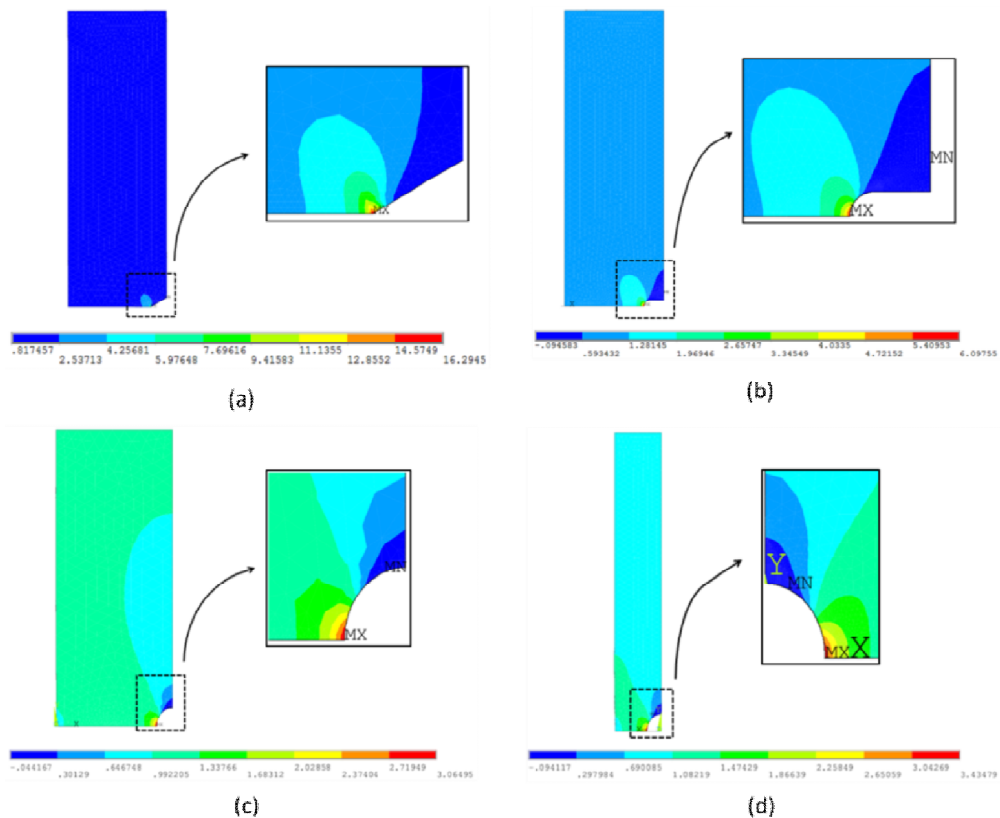 MX
.817457 4.25681 7.69616 11.1355 14.5749
2.53713 5.97648 9.41583 12.8552 16.2945
(a)
MN
MX
-.094583 1.28145 2.65747 4.0335 5.40953
.593432 1.96946 3.34549 4.72152 6.09755
(b)
MN
MX
-.044167 .646748 1.33766 2.02858 2.71949
.30129 .992205 1.68312 2.37404 3.06495
(c)
Y
MN
MX X
-.094117 .690085 1.47429 2.25849 3.04269
.297984 1.08219 1.86639 2.65059 3.43479
(d)